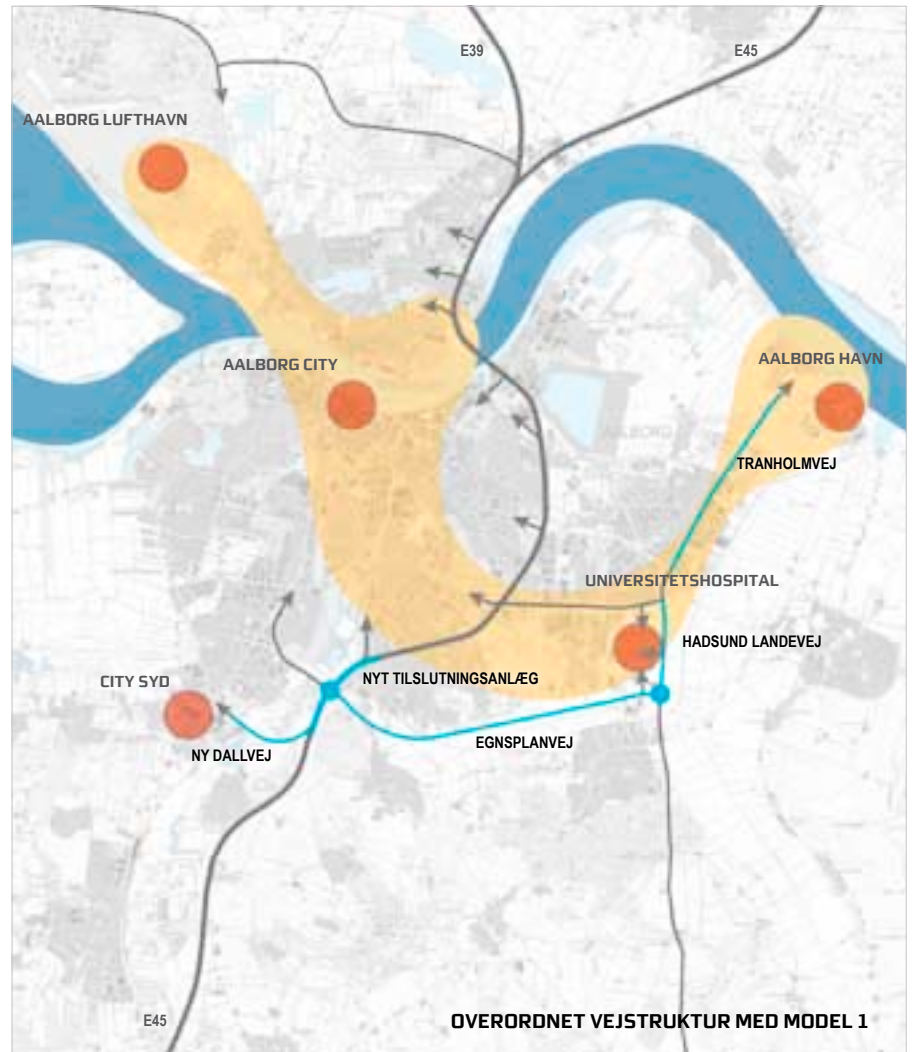 E39
E45
AALBORG LUFTHAVN
AALBORG CITY
AALBORG HAVN
AALBORG
TRANHOLMVEJ
UNIVERSITETSHOSPITAL
HADSUND LANDEVEJ
NYT TILSLUTNINGSANLÆG
CITY SYD
NY DALLVEJ
EGNSPLANVEJ
E45
OVERORDNET VEJSTRUKTUR MED MODEL 1